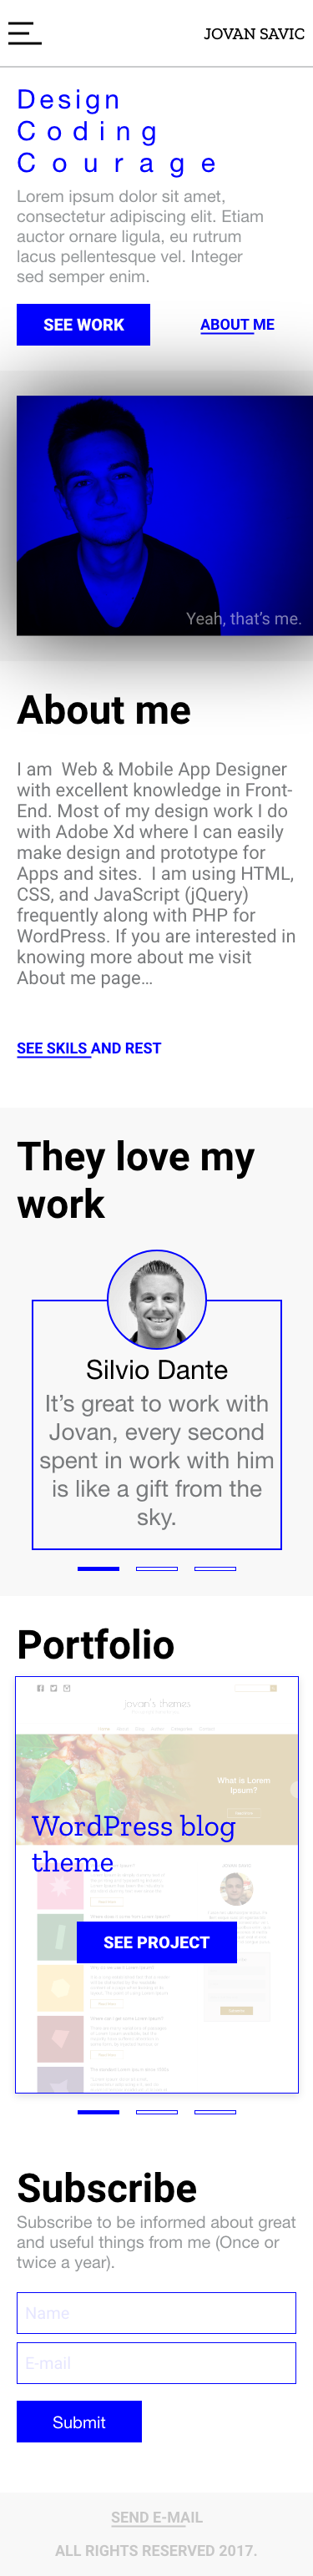 JOVAN SAVIC
Design
Coding
Courage
Lorem ipsum dolor sit amet,
consectetur adipiscing elit. Etiam
auctor ornare ligula, eu rutrum
lacus pellentesque vel. Integer
sed semper enim.
SEE WORK
ABOUT ME
Yeah, that's me.
About me
I am  Web & Mobile App Designer
with excellent knowledge in Front-
End. Most of my design work I do
with Adobe Xd where I can easily
make design and prototype for
Apps and sites.  I am using HTML,
CSS, and JavaScript (jQuery)
frequently along with PHP for
WordPress. If you are interested in
knowing more about me visit
About me page...
SEE SKILS AND REST
They love my
work
Silvio Dante
It's great to work with
Jovan, every second
spent in work with him
is like a gift from the
sky.
Portfolio
jovan's themes
What is Lorem
Ipsum?
WordPress blog
theme
SEE PROJECT
Subscribe
Subscribe to be informed about great
and useful things from me (Once or
twice a year).
Name
E-mail
Submit
SEND E-MAIL
ALL RIGHTS RESERVED 2017.